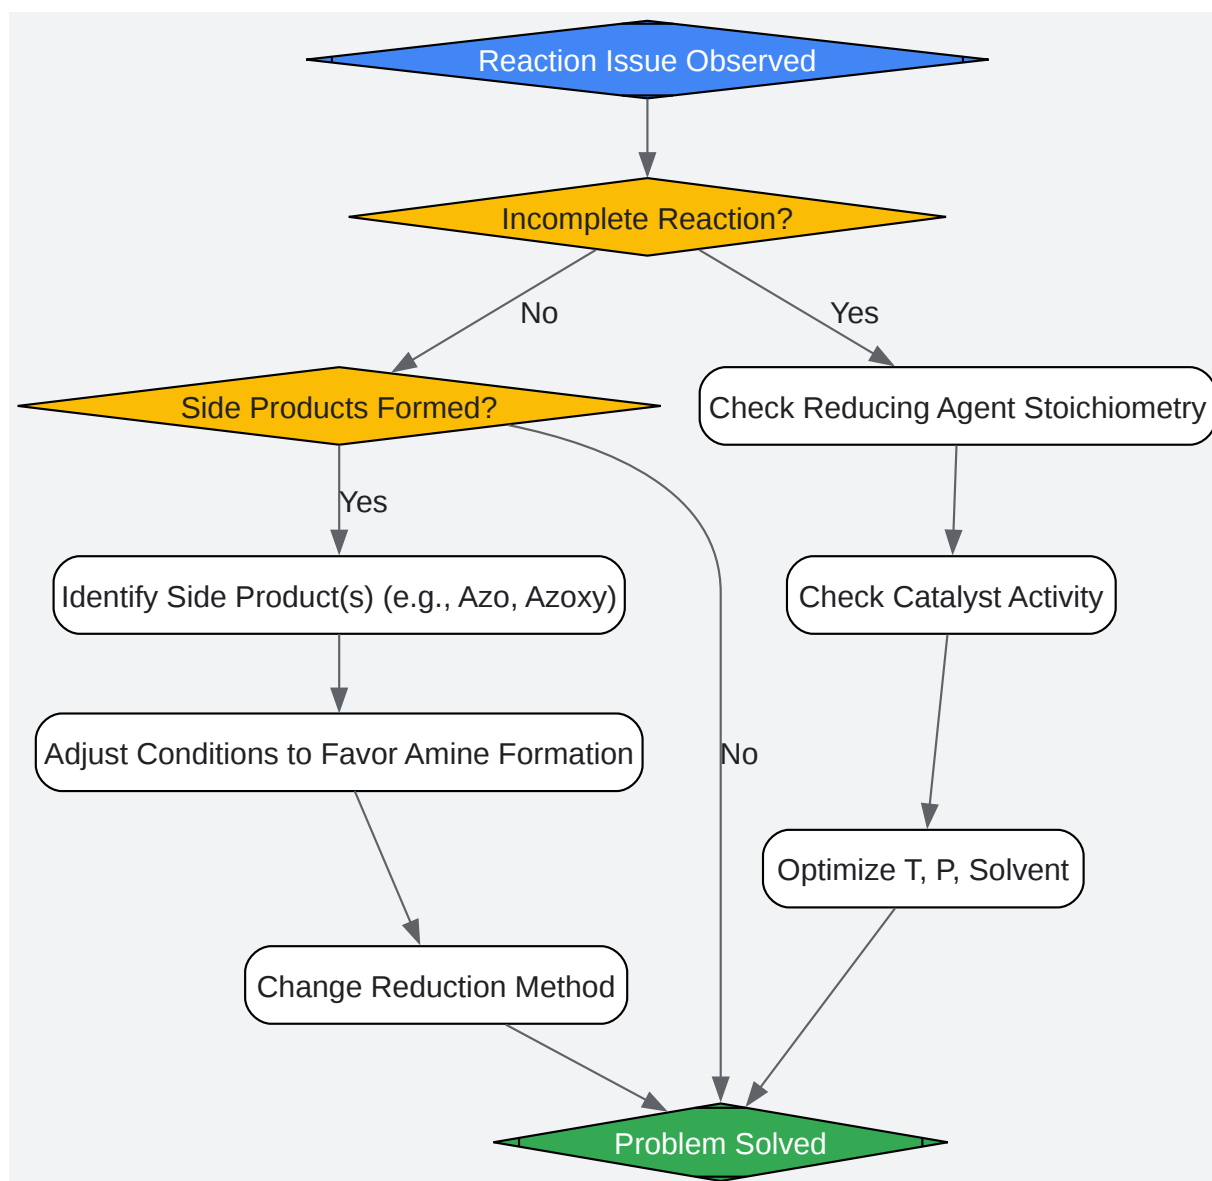 Reaction Issue Observed
Incomplete Reaction?
No
Yes
Side Products Formed?
Check Reducing Agent Stoichiometry
Yes
Identify Side Product(s) (e.g., Azo, Azoxy)
Check Catalyst Activity
Adjust Conditions to Favor Amine Formation
No
Optimize T, P, Solvent
Change Reduction Method
Problem Solved